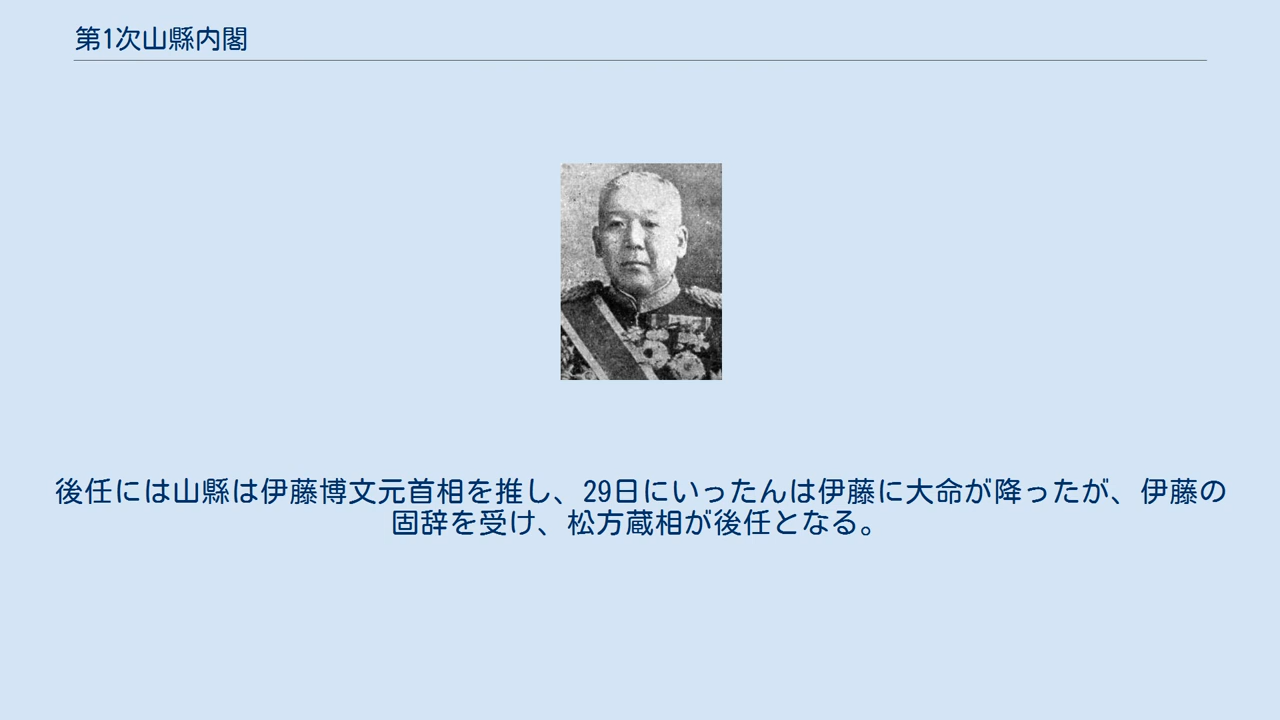 第1次山縣内閣
後任には山縣は伊藤博文元首相を推し、29日にいったんは伊藤に大命が降ったが、伊藤の
固辞を受け、松方蔵相が後任となる。